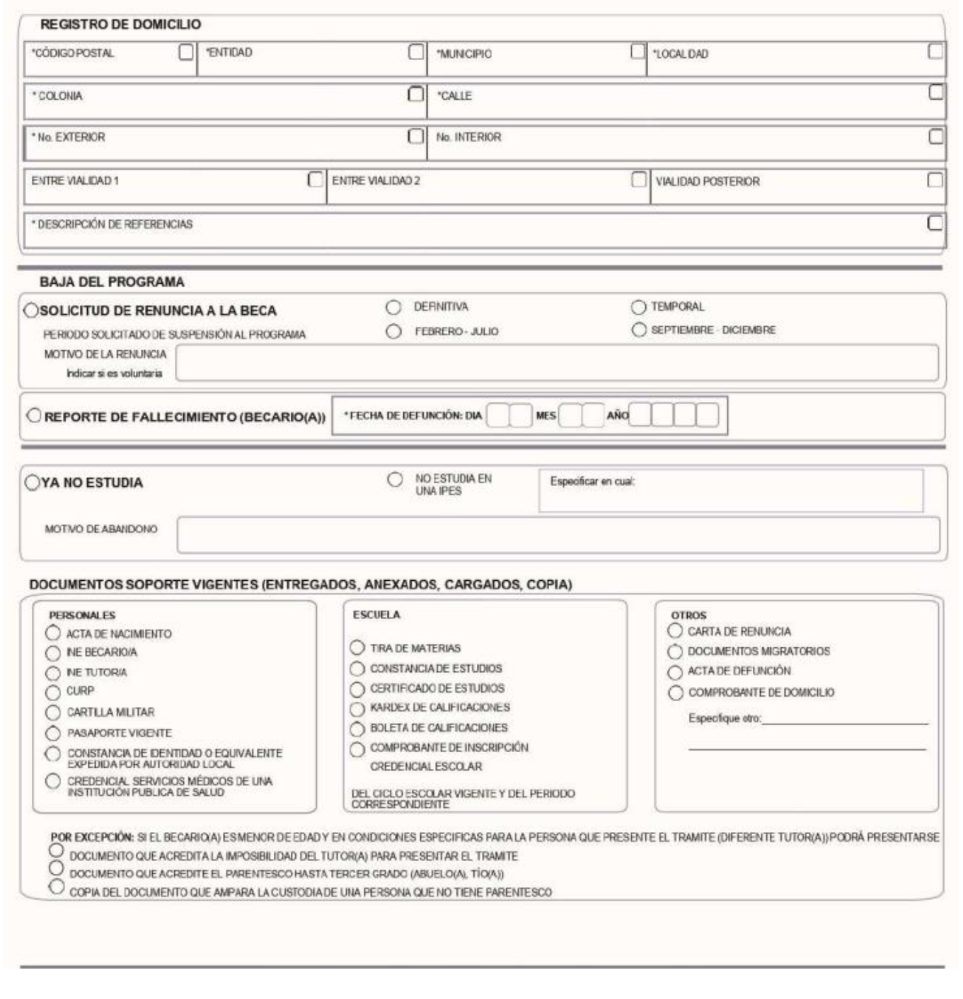 REGISTRO DE DOMICILIO
*CÓDIGO POSTAL *ENTIDAD *MUNICIPIO *LOCALIDAD
* COLONIA *CALLE
* No. EXTERIOR No. INTERIOR
ENTRE VIALIDAD 1 ENTRE VIALIDAD 2 VIALIDAD POSTERIOR
* DESCRIPCIÓN DE REFERENCIAS
BAJA DEL PROGRAMA
SOLICITUD DE RENUNCIA A LA BECA DEFINITIVA TEMPORAL
PERIODO SOLICITADO DE SUSPENSIÓN AL PROGRAMA FEBRERO - JULIO SEPTIEMBRE - DICIEMBRE
MOTIVO DE LA RENUNCIA
Indicar si es voluntaria
REPORTE DE FALLECIMIENTO (BECARIO(A)) *FECHA DE DEFUNCIÓN: DIA MES AÑO
YA NO ESTUDIA NO ESTUDIA EN UNA IPES Especificar en cual:
MOTIVO DE ABANDONO
DOCUMENTOS SOPORTE VIGENTES (ENTREGADOS, ANEXADOS, CARGADOS, COPIA)
PERSONALES
ACTA DE NACIMIENTO
INE BECARIO/A
INE TUTOR/A
CURP
CARTILLA MILITAR
PASAPORTE VIGENTE
CONSTANCIA DE IDENTIDAD O EQUIVALENTE
EXPEDIDA POR AUTORIDAD LOCAL
CREDENCIAL SERVICIOS MÉDICOS DE UNA
INSTITUCIÓN PUBLICA DE SALUD
ESCUELA
TIRA DE MATERIAS
CONSTANCIA DE ESTUDIOS
CERTIFICADO DE ESTUDIOS
KARDEX DE CALIFICACIONES
BOLETA DE CALIFICACIONES
COMPROBANTE DE INSCRIPCIÓN
CREDENCIAL ESCOLAR
DEL CICLO ESCOLAR VIGENTE Y DEL PERIODO
CORRESPONDIENTE
OTROS
CARTA DE RENUNCIA
DOCUMENTOS MIGRATORIOS
ACTA DE DEFUNCIÓN
COMPROBANTE DE DOMICILIO
Especifique otro:
POR EXCEPCIÓN: SI EL BECARIO(A) ES MENOR DE EDAD Y EN CONDICIONES ESPECIFICAS PARA LA PERSONA QUE PRESENTE EL TRAMITE (DIFERENTE TUTOR(A)) PODRÁ PRESENTARSE
DOCUMENTO QUE ACREDITA LA IMPOSIBILIDAD DEL TUTOR(A) PARA PRESENTAR EL TRAMITE
DOCUMENTO QUE ACREDITE EL PARENTESCO HASTA TERCER GRADO (ABUELO(A), TÍO(A))
COPIA DEL DOCUMENTO QUE AMPARA LA CUSTODIA DE UNA PERSONA QUE NO TIENE PARENTESCO